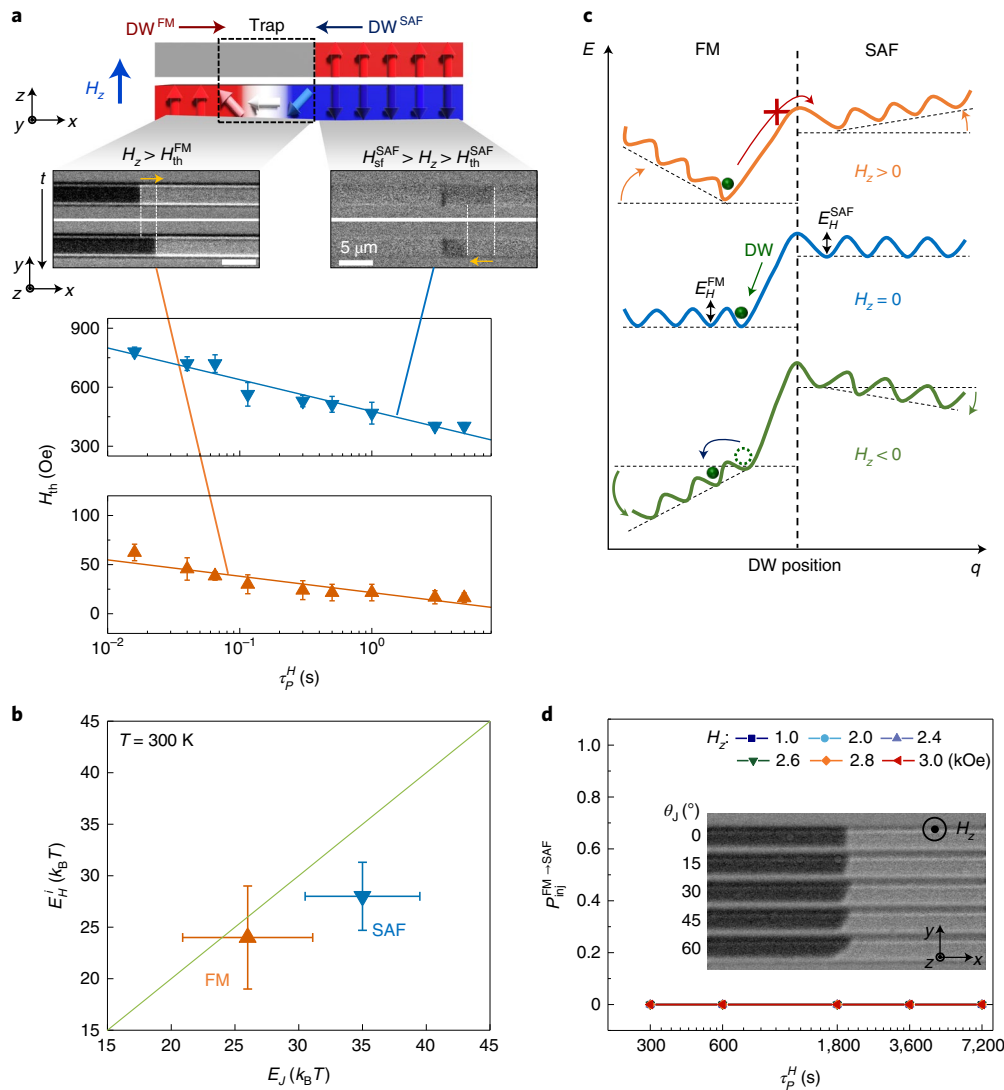 a
DW^FM
Trap
DW^SAF
H_z
z
y
x
H_z > H_th^FM
H_sf^SAF > H_z > H_th^SAF
t
5 μm
y
z
x
900
600
300
H_th (Oe)
100
50
0
10^−2
10^−1
10^0
τ_P^H (s)
b
T = 300 K
45
40
35
30
25
20
15
E_H^i (k_BT)
SAF
FM
15
20
25
30
35
40
45
E_J (k_BT)
c
E
FM
SAF
H_z > 0
E_H^SAF
DW
E_H^FM
H_z = 0
H_z < 0
DW position
q
d
H_z:
1.0
2.0
2.4
2.6
2.8
3.0 (kOe)
1.0
0.8
0.6
0.4
0.2
0
P_inj^FM→SAF
θ_J (°)
0
15
30
45
60
H_z
y
z
x
300
600
1,800
3,600
7,200
τ_P^H (s)